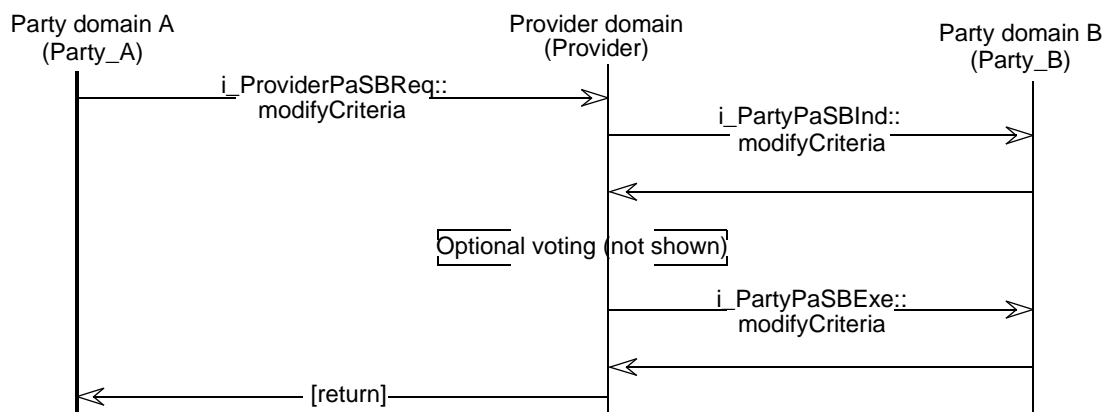 Party domain A
(Party_A)
Provider domain
(Provider)
Party domain B
(Party_B)
i_ProviderPaSBReq::
modifyCriteria
i_PartyPaSBInd::
modifyCriteria
Optional voting (not shown)
i_PartyPaSBExe::
modifyCriteria
[return]